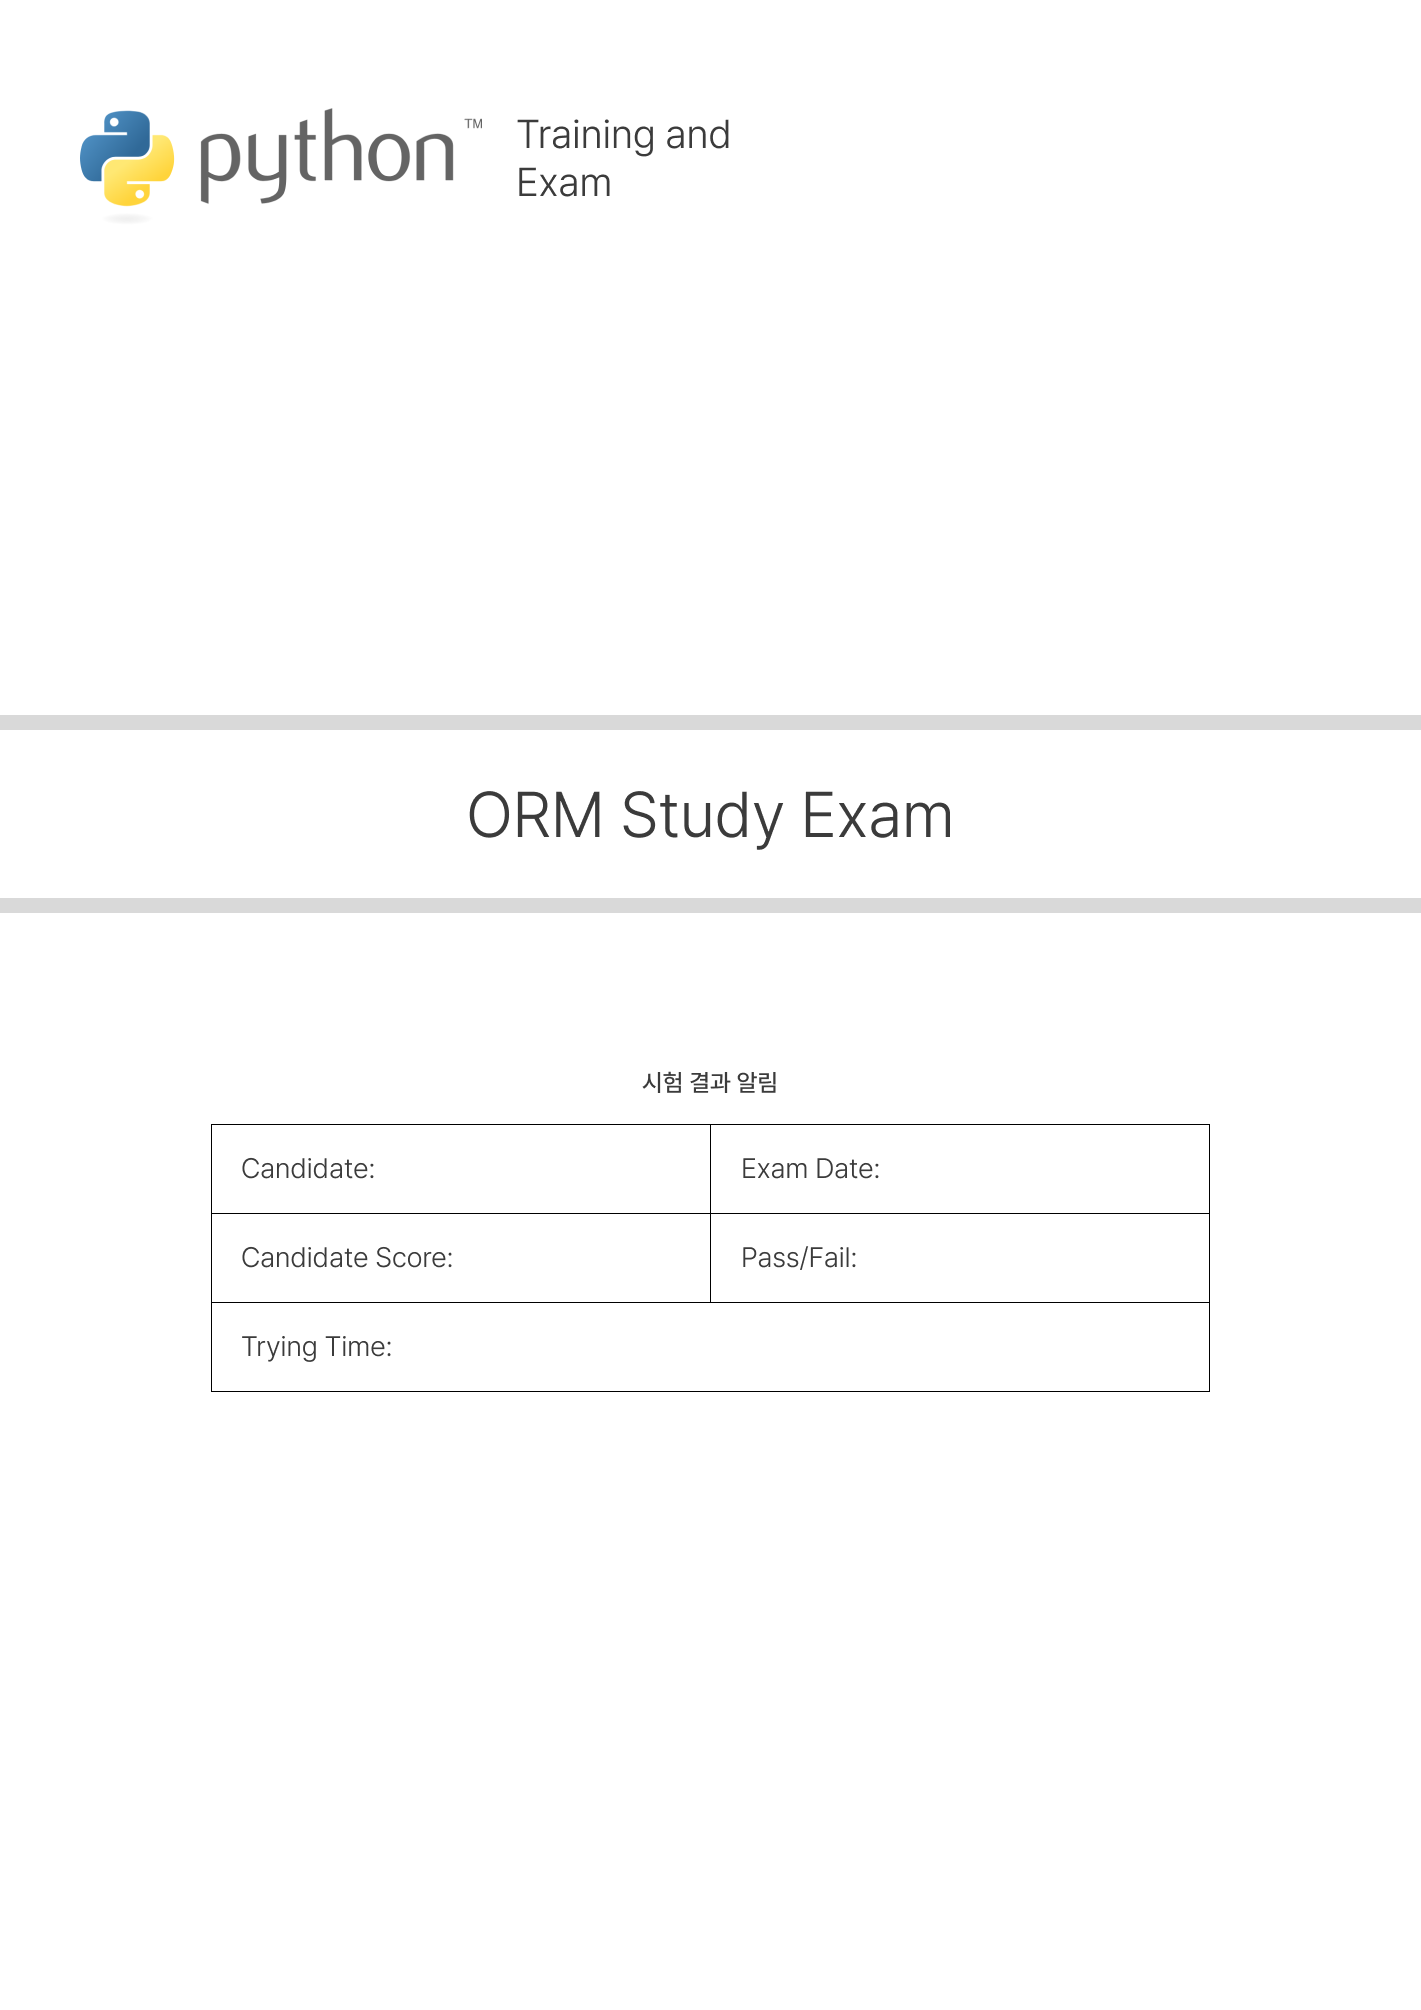 python™
Training and
Exam
ORM Study Exam
시험 결과 알림
Candidate:
Exam Date:
Candidate Score:
Pass/Fail:
Trying Time: